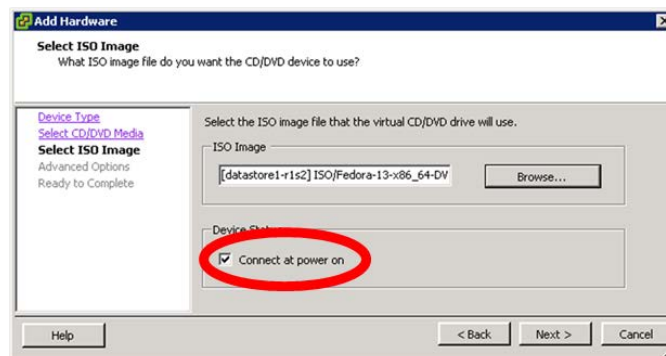 Add Hardware
Select ISO Image
What ISO image file do you want the CD/DVD device to use?
Device Type
Select CD/DVD Media
Select ISO Image
Advanced Options
Ready to Complete
Select the ISO image file that the virtual CD/DVD drive will use.
ISO Image
[datastore1-r1s2] ISO/Fedora-13-x86_64-DV
Browse...
Device Status
Connect at power on
Help
< Back
Next >
Cancel